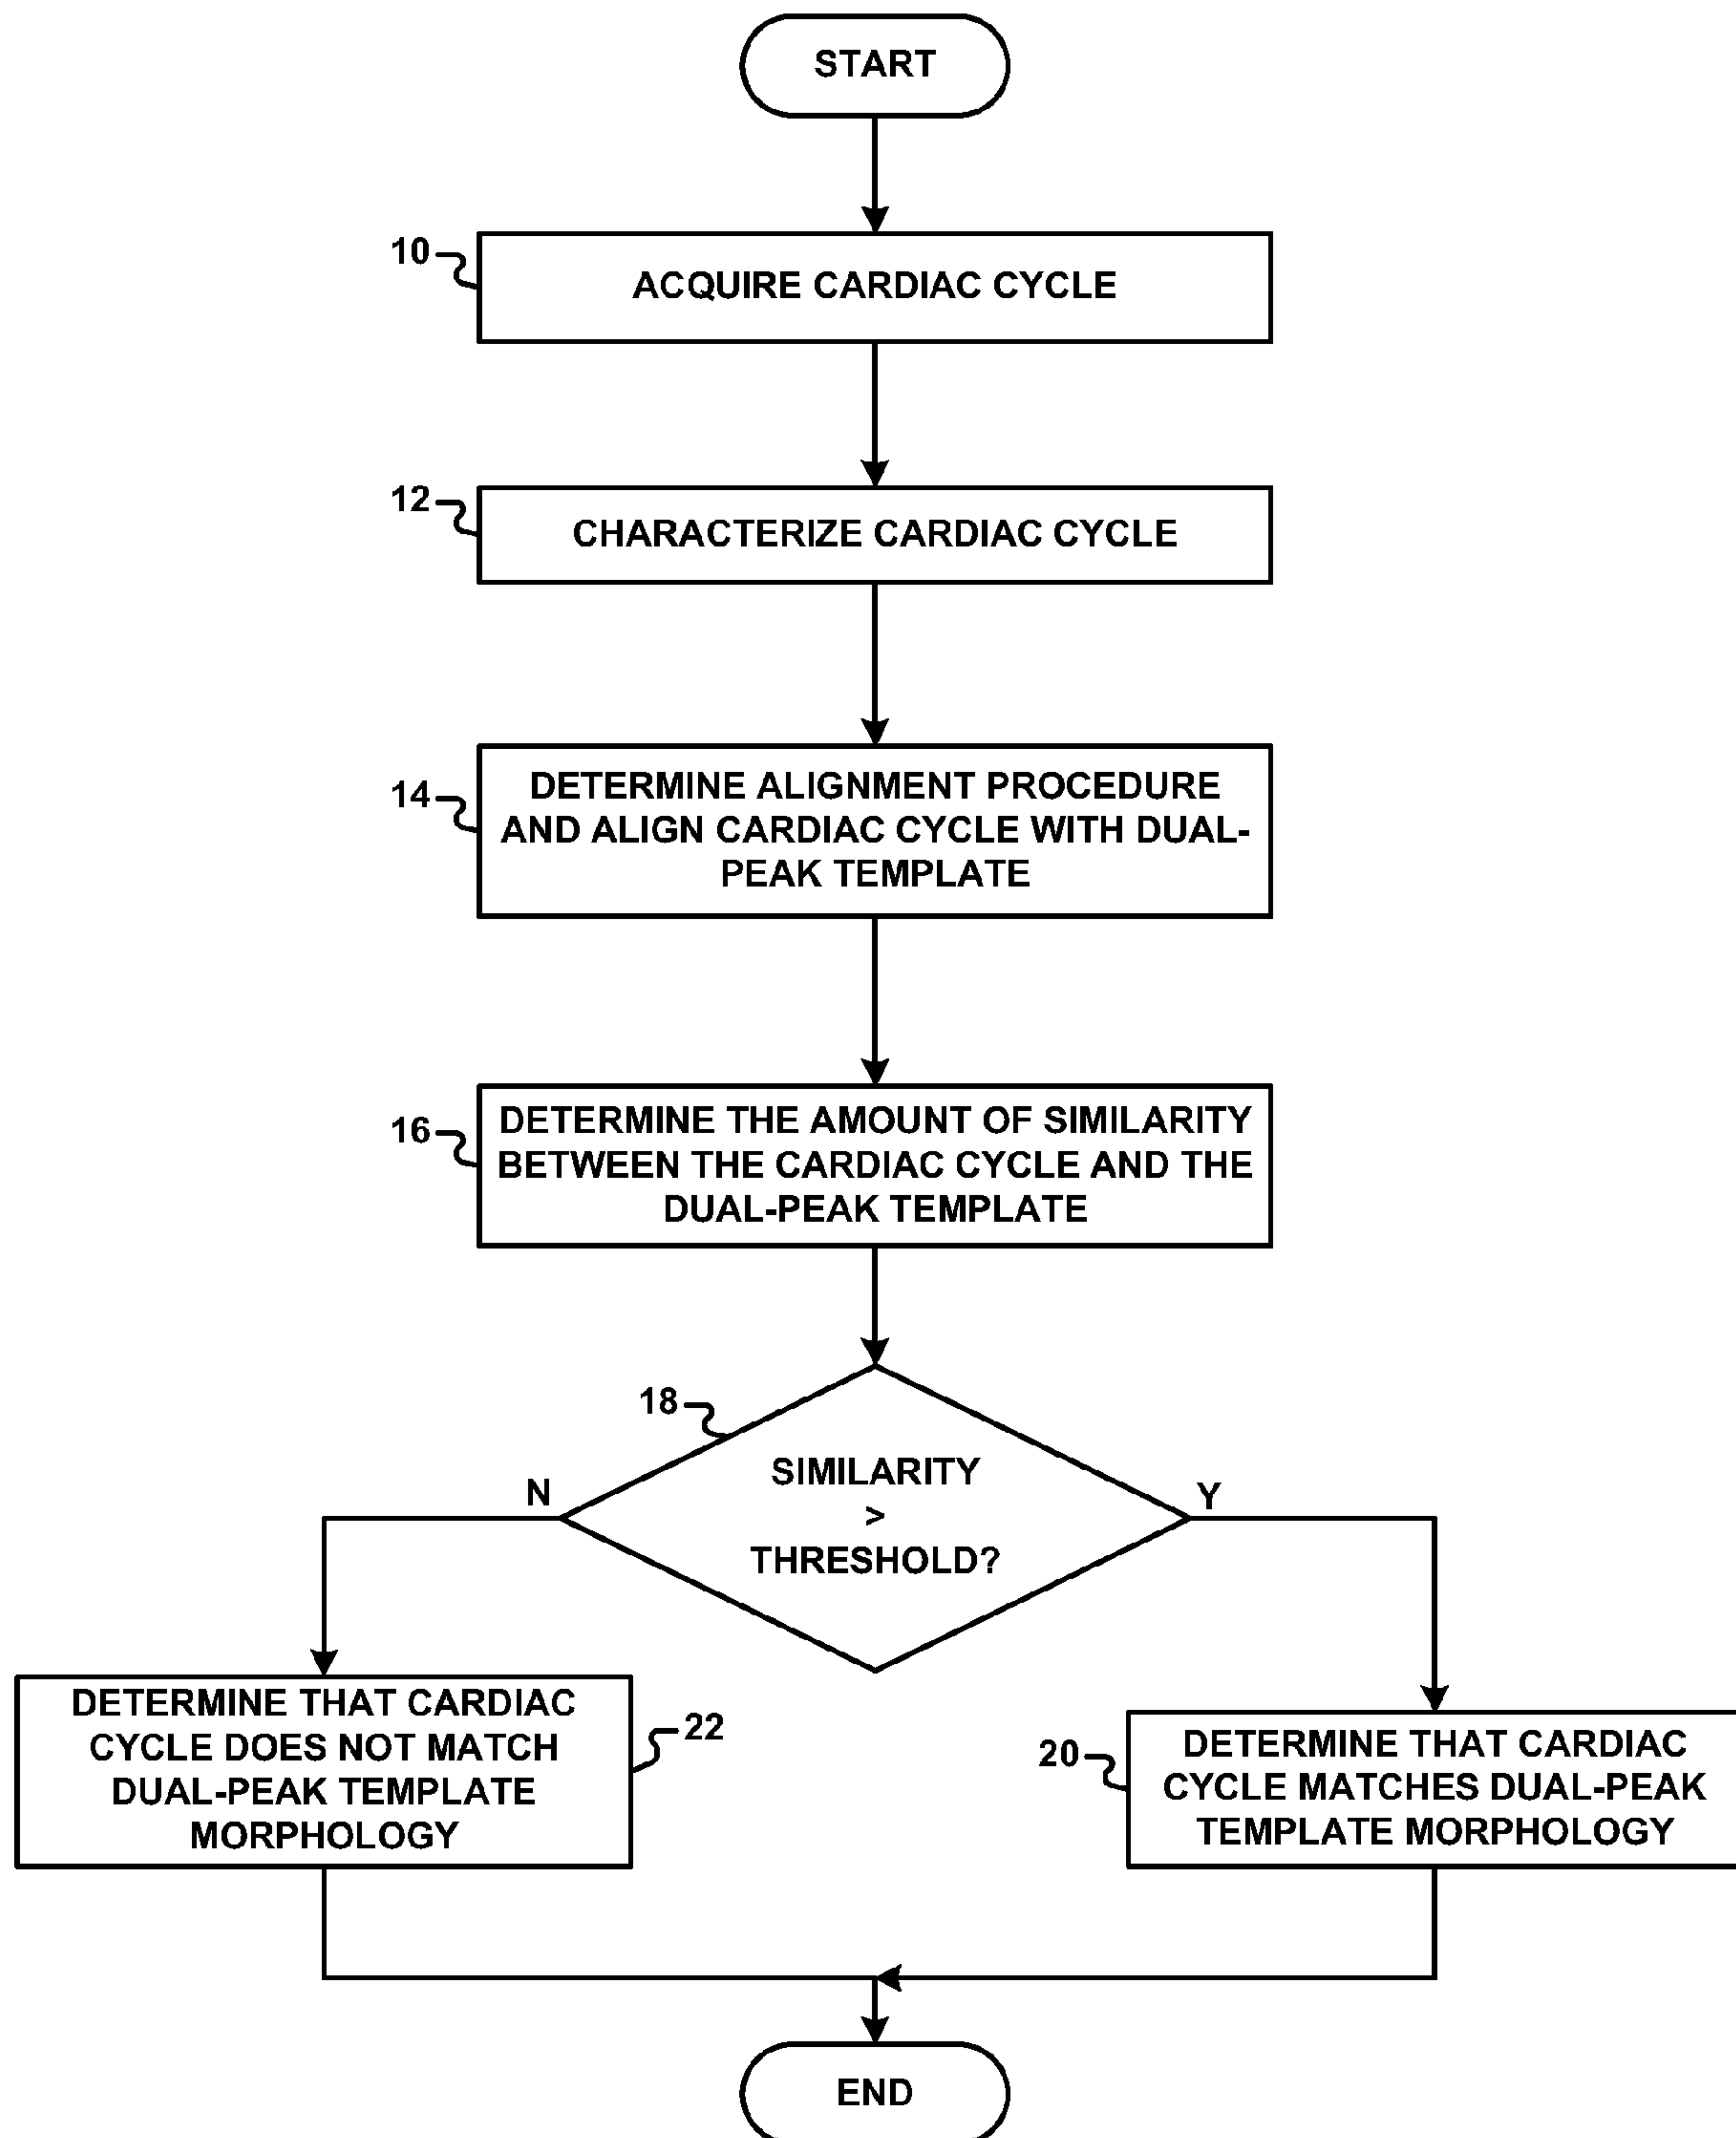 START
10
ACQUIRE CARDIAC CYCLE
12
CHARACTERIZE CARDIAC CYCLE
14
DETERMINE ALIGNMENT PROCEDURE
AND ALIGN CARDIAC CYCLE WITH DUAL-
PEAK TEMPLATE
16
DETERMINE THE AMOUNT OF SIMILARITY
BETWEEN THE CARDIAC CYCLE AND THE
DUAL-PEAK TEMPLATE
18
SIMILARITY
>
THRESHOLD?
N
Y
DETERMINE THAT CARDIAC
CYCLE DOES NOT MATCH
DUAL-PEAK TEMPLATE
MORPHOLOGY
22
20
DETERMINE THAT CARDIAC
CYCLE MATCHES DUAL-PEAK
TEMPLATE MORPHOLOGY
END